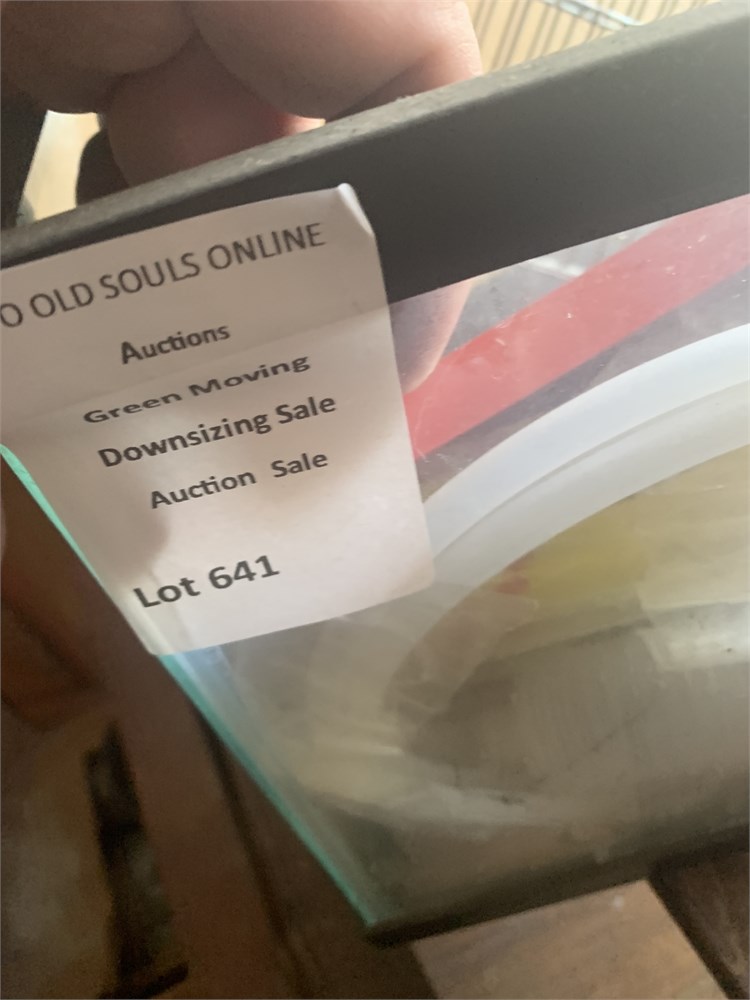 O OLD SOULS ONLINE
Auctions
Green Moving
Downsizing Sale
Auction Sale
Lot 641